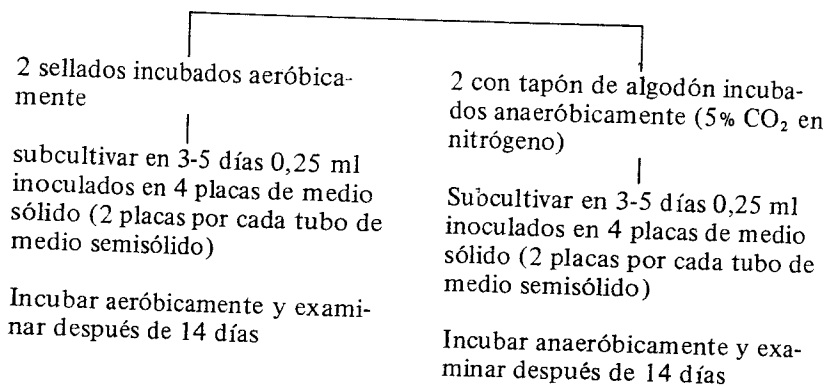 2 sellados incubados aeróbica-
mente
subcultivar en 3-5 días 0,25 ml
inoculados en 4 placas de medio
sólido (2 placas por cada tubo de
medio semisólido)
Incubar aeróbicamente y exami-
nar después de 14 días
2 con tapón de algodón incuba-
dos anaeróbicamente (5% CO₂ en
nitrógeno)
Subcultivar en 3-5 días 0,25 ml
inoculados en 4 placas de medio
sólido (2 placas por cada tubo de
medio semisólido)
Incubar anaeróbicamente y exa-
minar después de 14 días